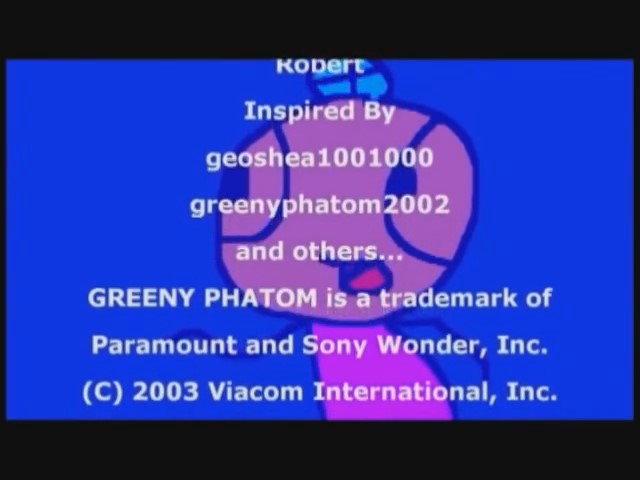 Robert
Inspired By
geoshea1001000
greenyphatom2002
and others...
GREENY PHATOM is a trademark of
Paramount and Sony Wonder, Inc.
(C) 2003 Viacom International, Inc.